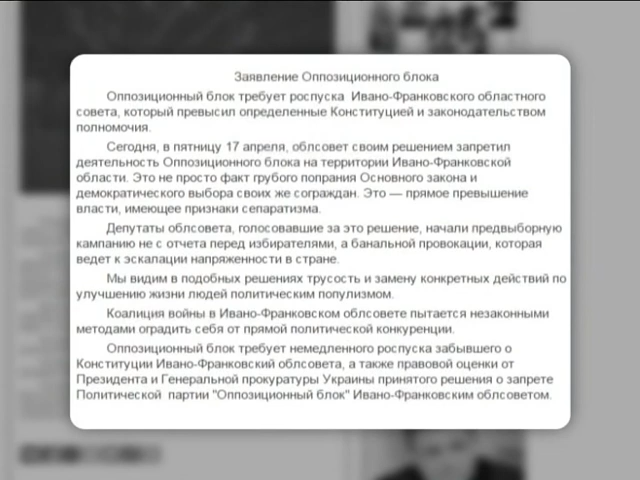 Заявление Оппозиционного блока
Оппозиционный блок требует роспуска Ивано-Франковского областного
совета, который превысил определенные Конституцией и законодательством
полномочия.
Сегодня, в пятницу 17 апреля, облсовет своим решением запретил
деятельность Оппозиционного блока на территории Ивано-Франковской
области. Это не просто факт грубого попрания Основного закона и
демократического выбора своих же сограждан. Это — прямое превышение
власти, имеющее признаки сепаратизма.
Депутаты облсовета, голосовавшие за это решение, начали предвыборную
кампанию не с отчета перед избирателями, а банальной провокации, которая
ведет к эскалации напряженности в стране.
Мы видим в подобных решениях трусость и замену конкретных действий по
улучшению жизни людей политическим популизмом.
Коалиция войны в Ивано-Франковском облсовете пытается незаконными
методами оградить себя от прямой политической конкуренции.
Оппозиционный блок требует немедленного роспуска забывшего о
Конституции Ивано-Франковский облсовета, а также правовой оценки от
Президента и Генеральной прокуратуры Украины принятого решения о запрете
Политической партии "Оппозиционный блок" Ивано-Франковским облсоветом.